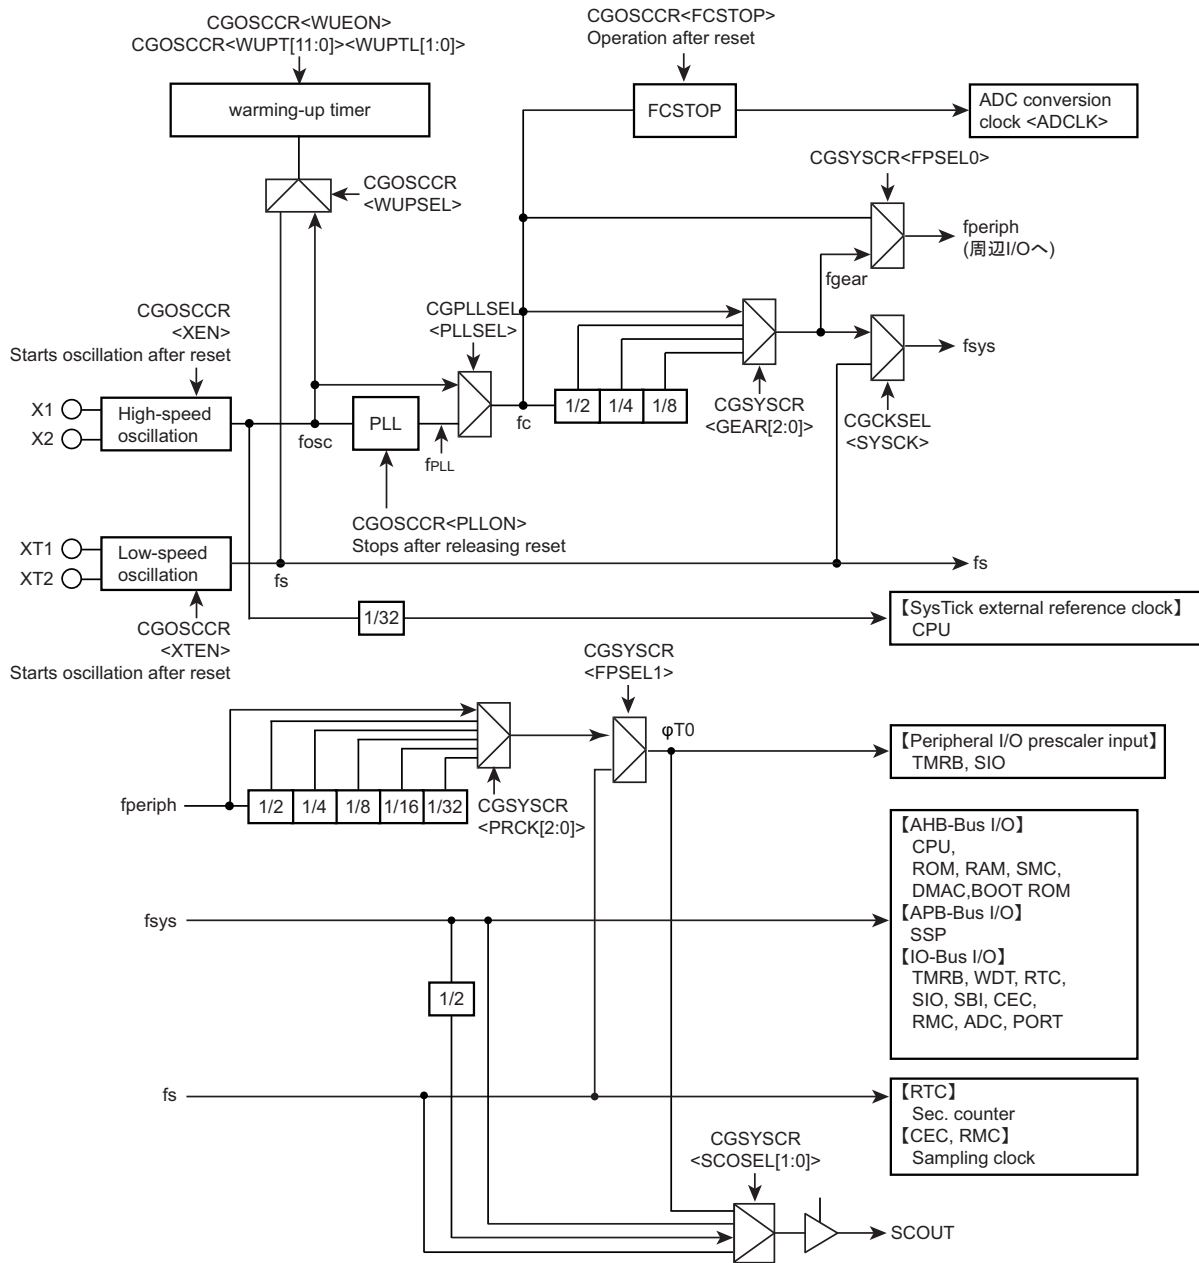 CGOSCCR<WUEON>
CGOSCCR<WUPT[11:0]><WUPTL[1:0]>
CGOSCCR<FCSTOP>
Operation after reset
warming-up timer
FCSTOP
ADC conversion
clock <ADCLK>
CGOSCCR
<WUPSEL>
CGSYSCR<FPSEL0>
fperiph
(周辺I/Oへ)
fgear
CGOSCCR
<XEN>
Starts oscillation after reset
CGPLLSEL
<PLLSEL>
fsys
X1
X2
High-speed
oscillation
fosc
PLL
fPLL
fc
1/2
1/4
1/8
CGSYSCR
<GEAR[2:0]>
CGCKSEL
<SYSCK>
CGOSCCR<PLLON>
Stops after releasing reset
XT1
XT2
Low-speed
oscillation
fs
fs
CGOSCCR
<XTEN>
Starts oscillation after reset
1/32
【SysTick external reference clock】
CPU
CGSYSCR
<FPSEL1>
φT0
【Peripheral I/O prescaler input】
TMRB, SIO
fperiph
1/2
1/4
1/8
1/16
1/32
CGSYSCR
<PRCK[2:0]>
fsys
【AHB-Bus I/O】
CPU,
ROM, RAM, SMC,
DMAC,BOOT ROM
【APB-Bus I/O】
SSP
【IO-Bus I/O】
TMRB, WDT, RTC,
SIO, SBI, CEC,
RMC, ADC, PORT
1/2
fs
【RTC】
Sec. counter
【CEC, RMC】
Sampling clock
CGSYSCR
<SCOSEL[1:0]>
SCOUT